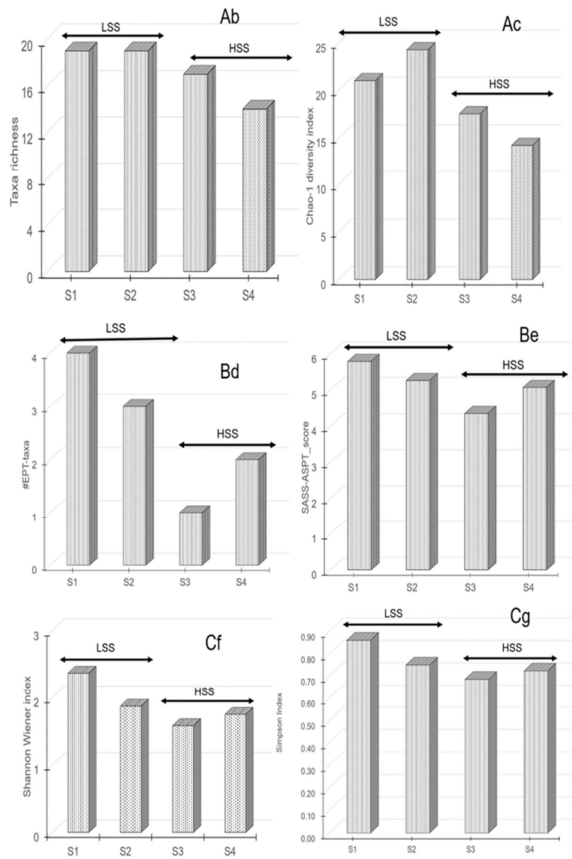 Ab
LSS
HSS
Taxa richness
20
16
12
8
4
0
S1 S2 S3 S4
Ac
LSS
HSS
Chao-1 diversity index
25
20
15
10
5
0
S1 S2 S3 S4
Bd
LSS
HSS
#EPT-taxa
4
3
2
1
0
S1 S2 S3 S4
Be
LSS
HSS
SASS-ASPT_score
6
5
4
3
2
1
0
S1 S2 S3 S4
Cf
LSS
HSS
Shannon Wiener index
3
2
1
0
S1 S2 S3 S4
Cg
LSS
HSS
Simpson Index
0.90
0.80
0.70
0.60
0.50
0.40
0.30
0.20
0.10
0.00
S1 S2 S3 S4